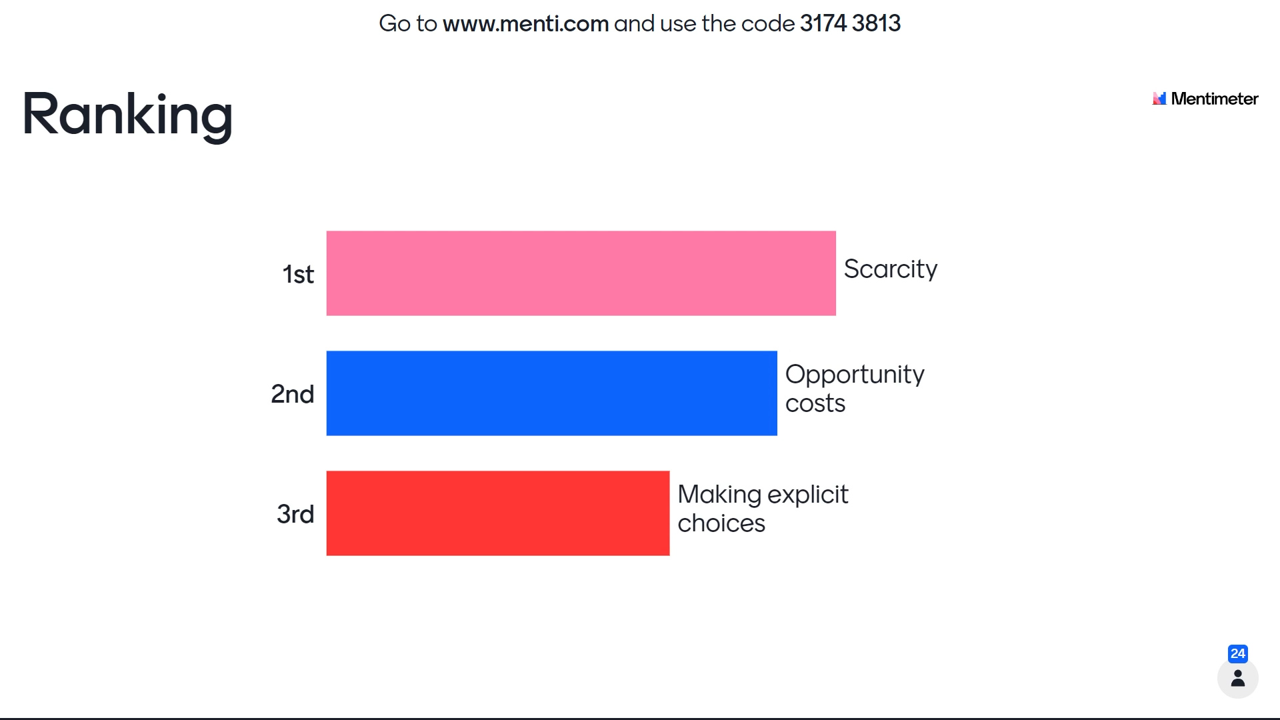 Go to www.menti.com and use the code 3174 3813
Ranking
Mentimeter
1st
Scarcity
2nd
Opportunity
costs
3rd
Making explicit
choices
24